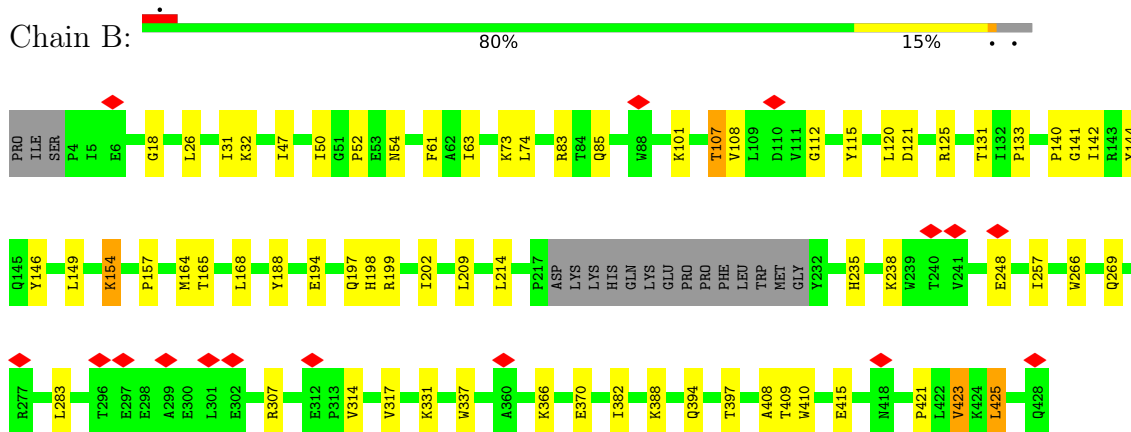 Chain B:
80% 15%
PRO ILE SER P4 I5 E6 G18 L26 I31 K32 I47 I50 G51 P52 E53 N54 F61 A62 I63 K73 L74 R83 T84 Q85 W88 K101 T107 V108 L109 D110 V111 G112 Y115 L120 D121 R125 T131 I132 P133 P140 G141 I142 R143 Y144
Q145 Y146 L149 K154 P157 M164 T165 L168 Y188 E194 Q197 H198 R199 I202 L209 L214 P217 ASP LYS LYS HIS GLN LYS GLU PRO PRO PHE LEU TRP MET GLY Y232 H235 K238 W239 T240 V241 E248 I257 W266 Q269
R277 L283 T296 E297 E298 A299 E300 L301 E302 R307 E312 P313 V314 V317 K331 W337 A360 K366 E370 I382 K388 Q394 T397 A408 T409 W410 E415 N418 P421 L422 V423 K424 L425 Q428